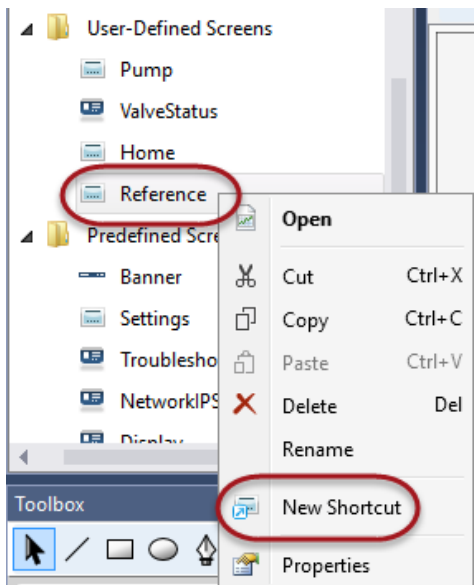 User-Defined Screens
Pump
ValveStatus
Home
Reference
Open
Predefined Scre
Banner
Cut Ctrl+X
Settings
Copy Ctrl+C
Troublesho
Paste Ctrl+V
NetworkIPS
Delete Del
Display
Rename
Toolbox
New Shortcut
Properties